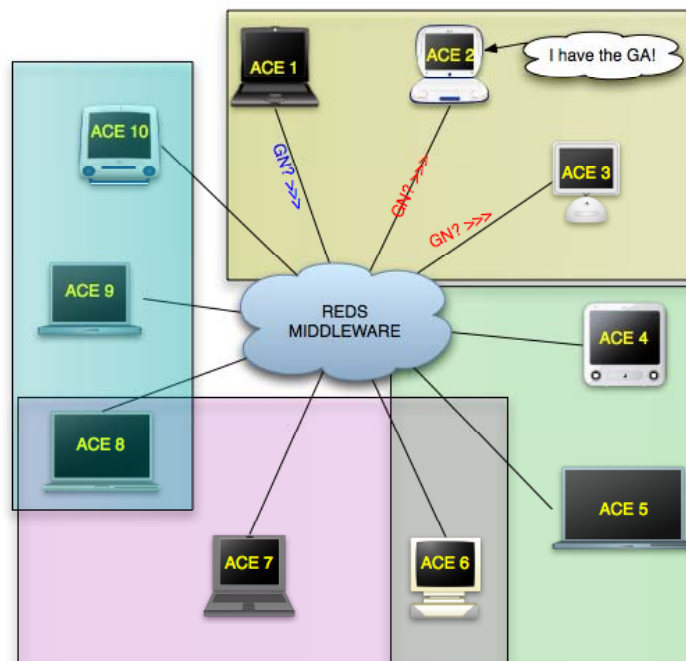 ACE 1
ACE 2
I have the GA!
ACE 10
GN? >>>
GN? >>>
ACE 3
GN? >>>
ACE 9
REDS
MIDDLEWARE
ACE 4
ACE 8
ACE 5
ACE 7
ACE 6